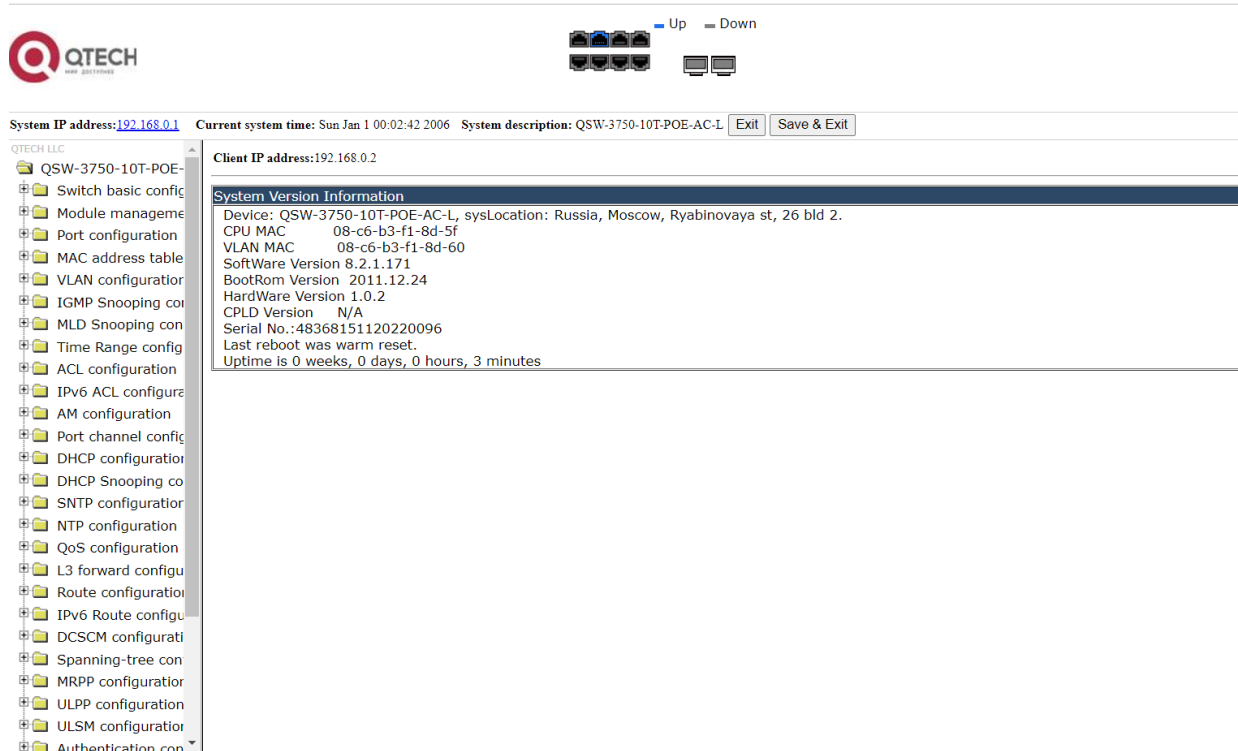 Up Down
QTECH
МИР ДОСТУПНЕЕ
System IP address:192.168.0.1 Current system time: Sun Jan 1 00:02:42 2006 System description: QSW-3750-10T-POE-AC-L Exit Save & Exit
QTECH LLC
QSW-3750-10T-POE-
Switch basic config
Module manageme
Port configuration
MAC address table
VLAN configuration
IGMP Snooping cor
MLD Snooping con
Time Range config
ACL configuration
IPv6 ACL configura
AM configuration
Port channel config
DHCP configuration
DHCP Snooping co
SNTP configuration
NTP configuration
QoS configuration
L3 forward configu
Route configuration
IPv6 Route configu
DCSCM configurati
Spanning-tree con
MRPP configuration
ULPP configuration
ULSM configuration
Authentication con
Client IP address:192.168.0.2
System Version Information
Device: QSW-3750-10T-POE-AC-L, sysLocation: Russia, Moscow, Ryabinovaya st, 26 bld 2.
CPU MAC 08-c6-b3-f1-8d-5f
VLAN MAC 08-c6-b3-f1-8d-60
SoftWare Version 8.2.1.171
BootRom Version 2011.12.24
HardWare Version 1.0.2
CPLD Version N/A
Serial No.:48368151120220096
Last reboot was warm reset.
Uptime is 0 weeks, 0 days, 0 hours, 3 minutes